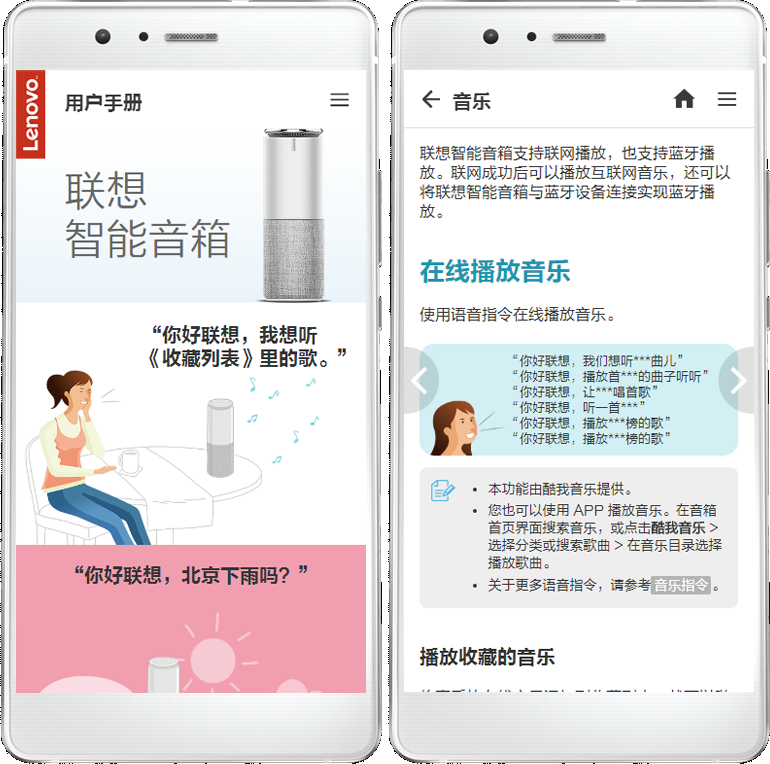 Lenovo
用户手册
联想
智能音箱
“你好联想，我想听
《收藏列表》里的歌。”
“你好联想，北京下雨吗？”
音乐
联想智能音箱支持联网播放，也支持蓝牙播
放。联网成功后可以播放互联网音乐，还可以
将联想智能音箱与蓝牙设备连接实现蓝牙播
放。
在线播放音乐
使用语音指令在线播放音乐。
“你好联想，我们想听***曲儿”
“你好联想，播放首***的曲子听听”
“你好联想，让***唱首歌”
“你好联想，听一首***”
“你好联想，播放***榜的歌”
“你好联想，播放***榜的歌”
• 本功能由酷我音乐提供。
• 您也可以使用 APP 播放音乐。在音箱
首页界面搜索音乐，或点击酷我音乐 >
选择分类或搜索歌曲 > 在音乐目录选择
播放歌曲。
• 关于更多语音指令，请参考音乐指令。
播放收藏的音乐